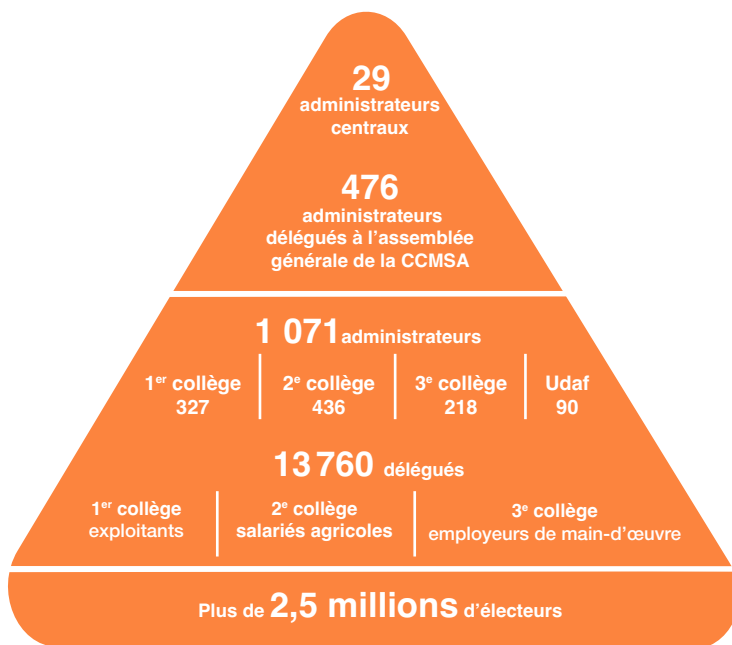 29
administrateurs
centraux
476
administrateurs
délégués à l'assemblée
générale de la CCMSA
1 071 administrateurs
1er collège
327
2e collège
436
3e collège
218
Udaf
90
13 760 délégués
1er collège
exploitants
2e collège
salariés agricoles
3e collège
employeurs de main-d'œuvre
Plus de 2,5 millions d'électeurs